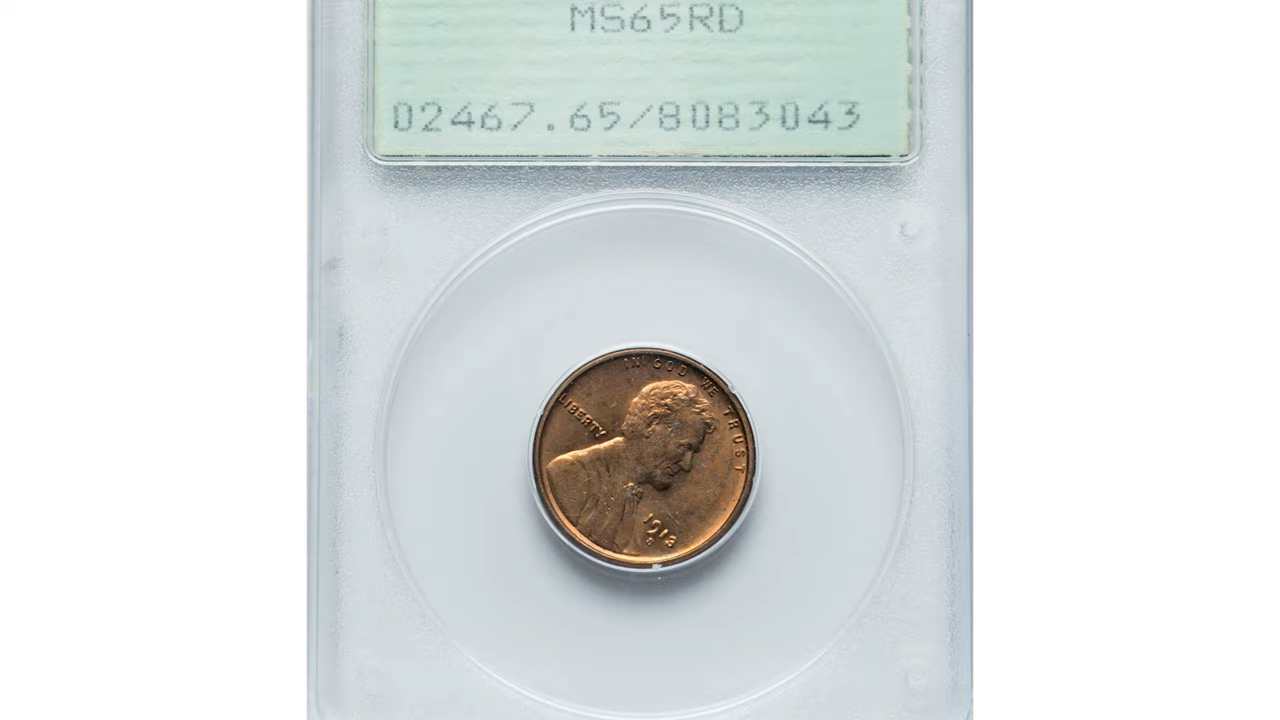 MS65RD
02467.65/8083043
IN GOD WE TRUST
LIBERTY
1913
S